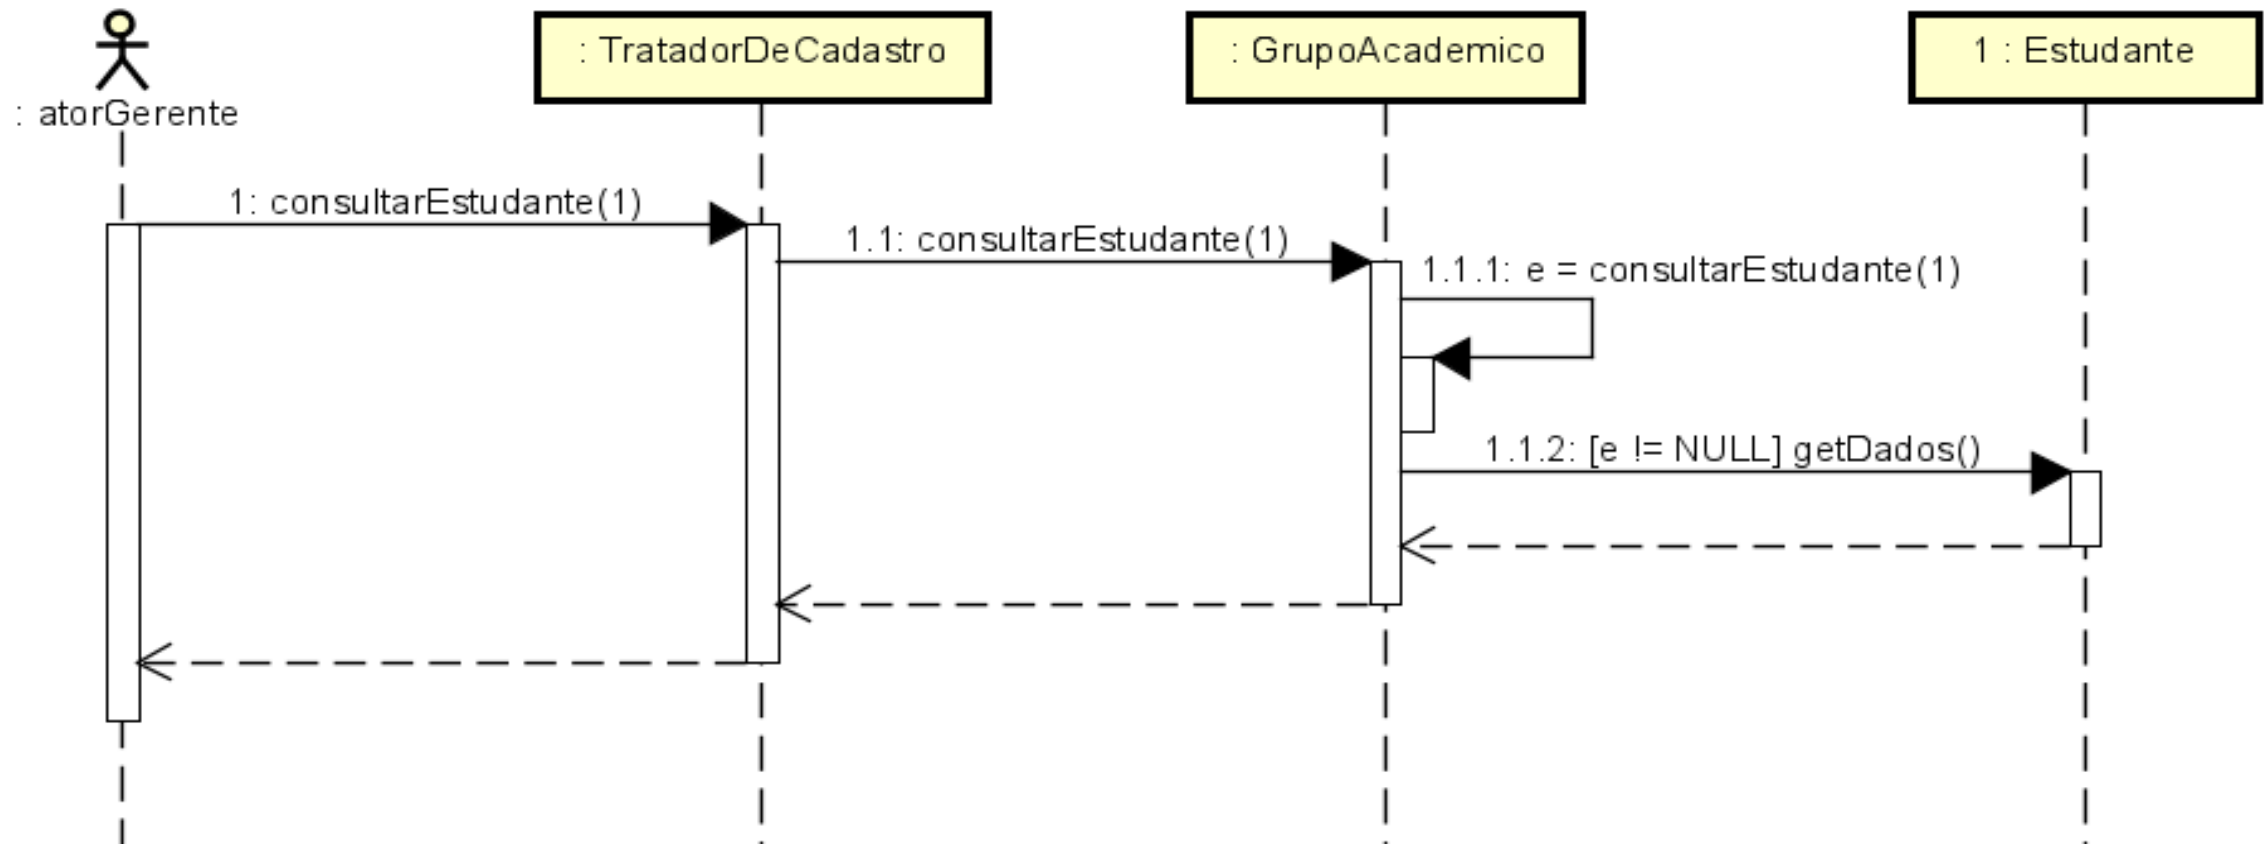 : atorGerente
: TratadorDeCadastro
: GrupoAcademico
1 : Estudante
1: consultarEstudante(1)
1.1: consultarEstudante(1)
1.1.1: e = consultarEstudante(1)
1.1.2: [e != NULL] getDados()